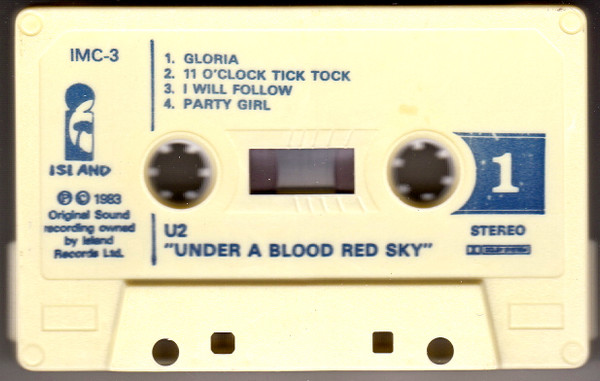 IMC-3
1. GLORIA
2. 11 O'CLOCK TICK TOCK
3. I WILL FOLLOW
4. PARTY GIRL
ISLAND
1
Ⓟ © 1983
Original Sound
recording owned
by Island
Records Ltd.
U2
"UNDER A BLOOD RED SKY"
STEREO